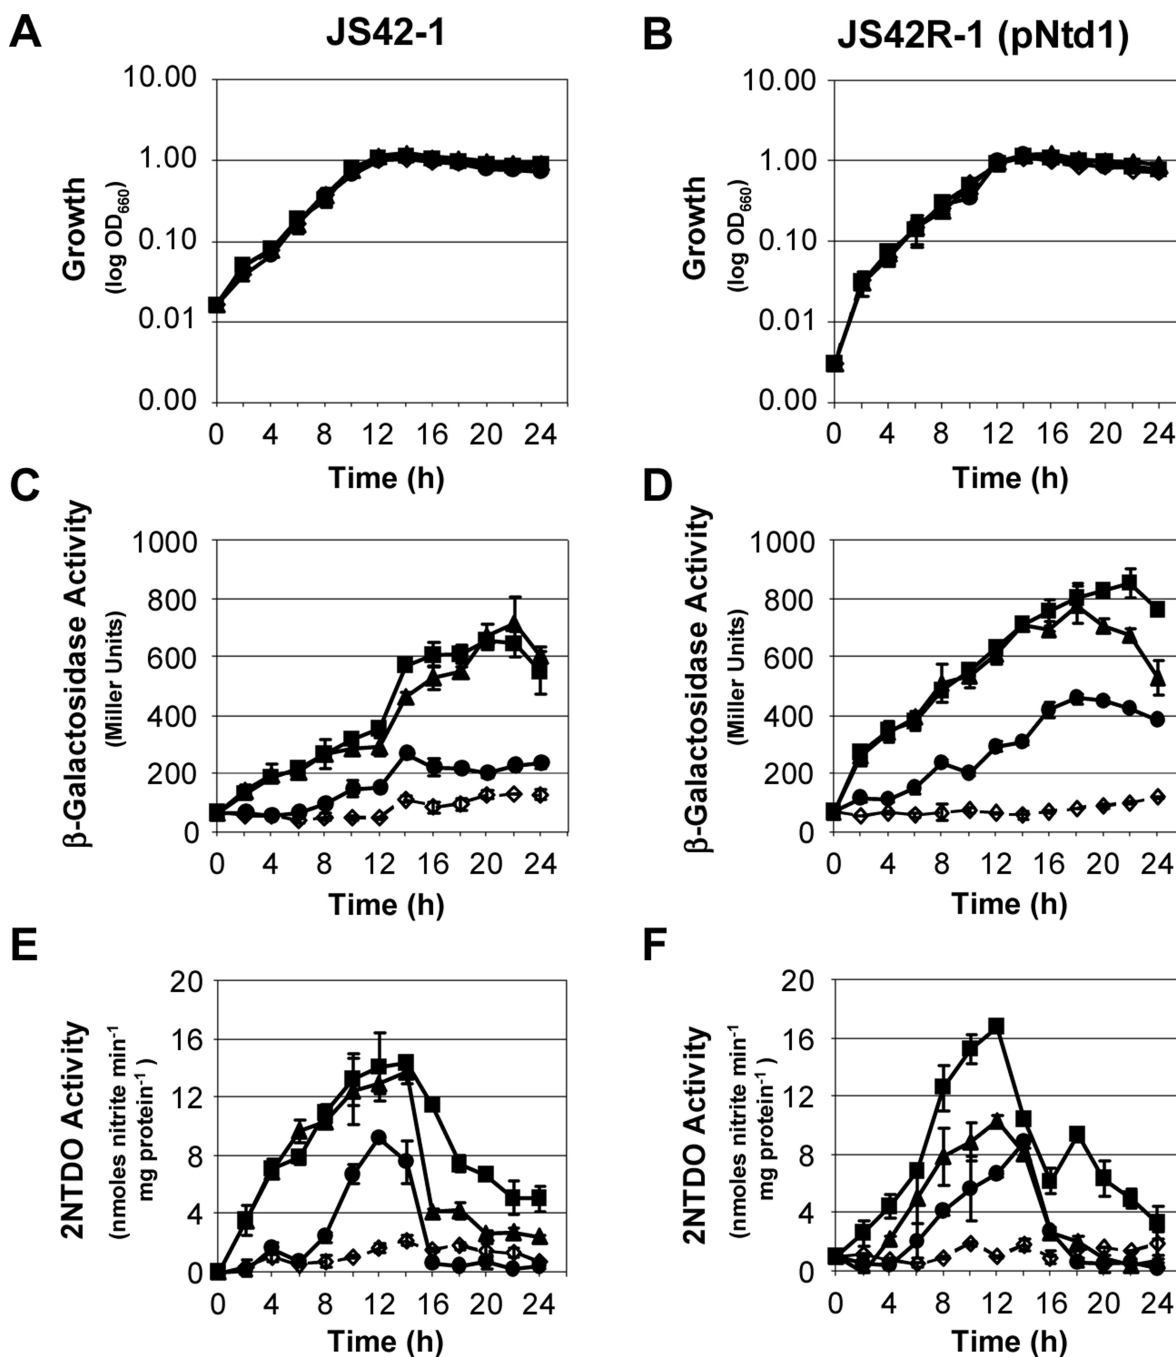 A
JS42-1
B
JS42R-1 (pNtd1)
Growth
(log OD660)
10.00
1.00
0.10
0.01
0.00
0 4 8 12 16 20 24
Time (h)
Growth
(log OD660)
10.00
1.00
0.10
0.01
0.00
0 4 8 12 16 20 24
Time (h)
C
β-Galactosidase Activity
(Miller Units)
1000
800
600
400
200
0
0 4 8 12 16 20 24
Time (h)
D
β-Galactosidase Activity
(Miller Units)
1000
800
600
400
200
0
0 4 8 12 16 20 24
Time (h)
E
2NTDO Activity
(nmoles nitrite min-1
mg protein-1 )
20
16
12
8
4
0
0 4 8 12 16 20 24
Time (h)
F
2NTDO Activity
(nmoles nitrite min-1
mg protein-1 )
20
16
12
8
4
0
0 4 8 12 16 20 24
Time (h)